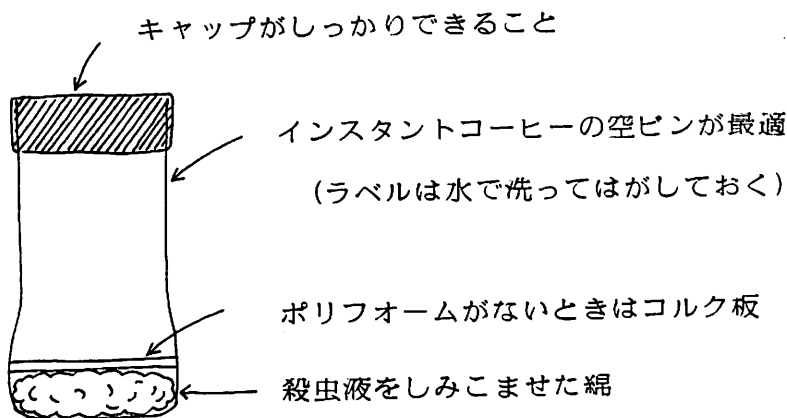 キャップがしっかりできること
インスタントコーヒーの空ビンが最適
(ラベルは水で洗ってはがしておく)
ポリフォームがないときはコルク板
殺虫液をしみこませた綿